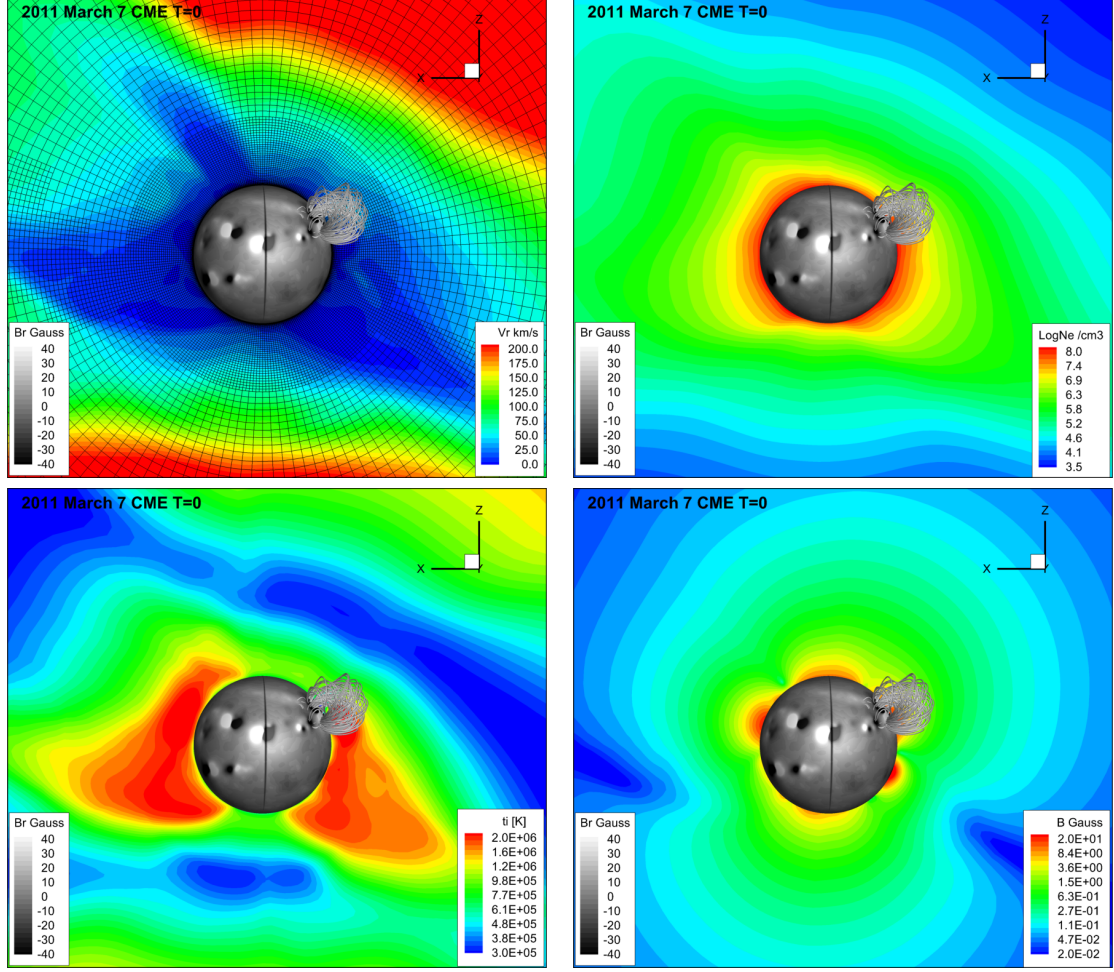 2011 March 7 CME T=0
Z
X
Y
Br Gauss
40
30
20
10
0
-10
-20
-30
-40
Vr km/s
200.0
175.0
150.0
125.0
100.0
75.0
50.0
25.0
0.0
2011 March 7 CME T=0
Z
X
Y
Br Gauss
40
30
20
10
0
-10
-20
-30
-40
LogNe /cm3
8.0
7.4
6.9
6.3
5.8
5.2
4.6
4.1
3.5
2011 March 7 CME T=0
Z
X
Y
Br Gauss
40
30
20
10
0
-10
-20
-30
-40
ti [K]
2.0E+06
1.6E+06
1.2E+06
9.8E+05
7.7E+05
6.1E+05
4.8E+05
3.8E+05
3.0E+05
2011 March 7 CME T=0
Z
X
Y
Br Gauss
40
30
20
10
0
-10
-20
-30
-40
B Gauss
2.0E+01
8.4E+00
3.6E+00
1.5E+00
6.3E-01
2.7E-01
1.1E-01
4.7E-02
2.0E-02